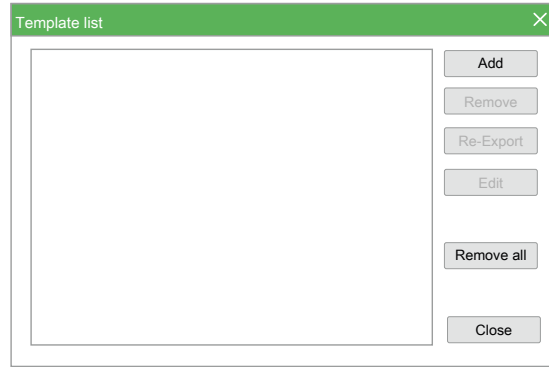 Template list
Add
Remove
Re-Export
Edit
Remove all
Close